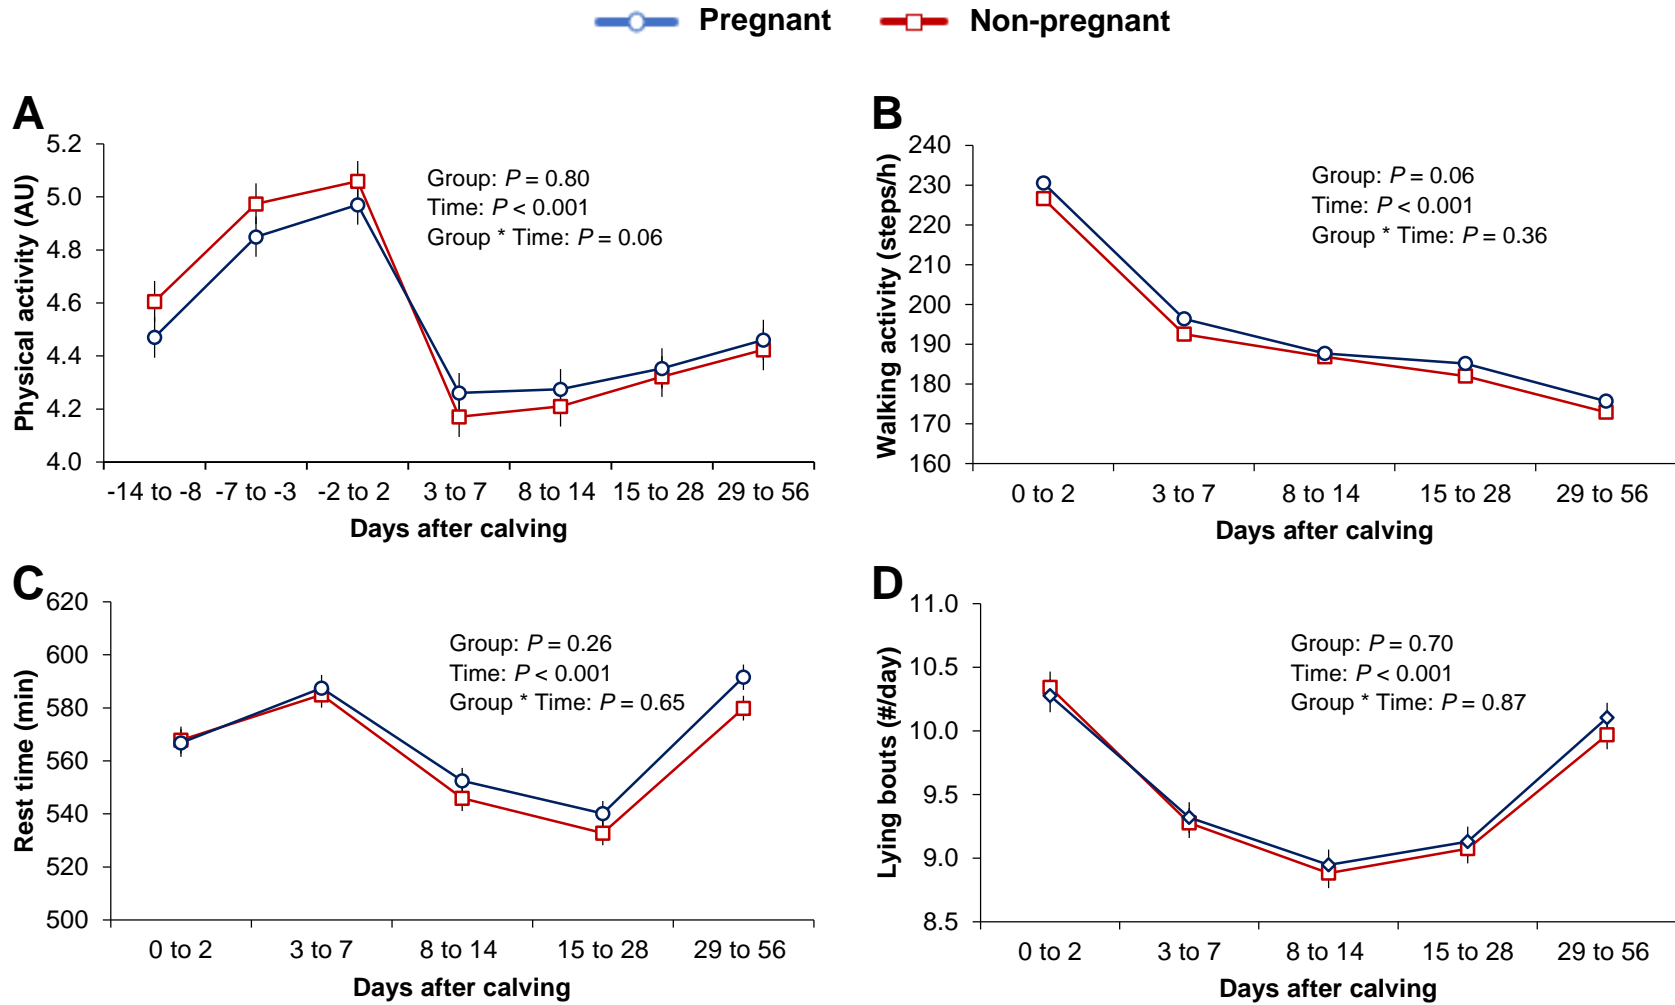 Pregnant Non-pregnant
A
Physical activity (AU)
5.2
5.0
4.8
4.6
4.4
4.2
4.0
Group: P = 0.80
Time: P < 0.001
Group * Time: P = 0.06
-14 to -8 -7 to -3 -2 to 2 3 to 7 8 to 14 15 to 28 29 to 56
Days after calving
B
Walking activity (steps/h)
240
230
220
210
200
190
180
170
160
Group: P = 0.06
Time: P < 0.001
Group * Time: P = 0.36
0 to 2 3 to 7 8 to 14 15 to 28 29 to 56
Days after calving
C
Rest time (min)
620
600
580
560
540
520
500
Group: P = 0.26
Time: P < 0.001
Group * Time: P = 0.65
0 to 2 3 to 7 8 to 14 15 to 28 29 to 56
Days after calving
D
Lying bouts (#/day)
11.0
10.5
10.0
9.5
9.0
8.5
Group: P = 0.70
Time: P < 0.001
Group * Time: P = 0.87
0 to 2 3 to 7 8 to 14 15 to 28 29 to 56
Days after calving